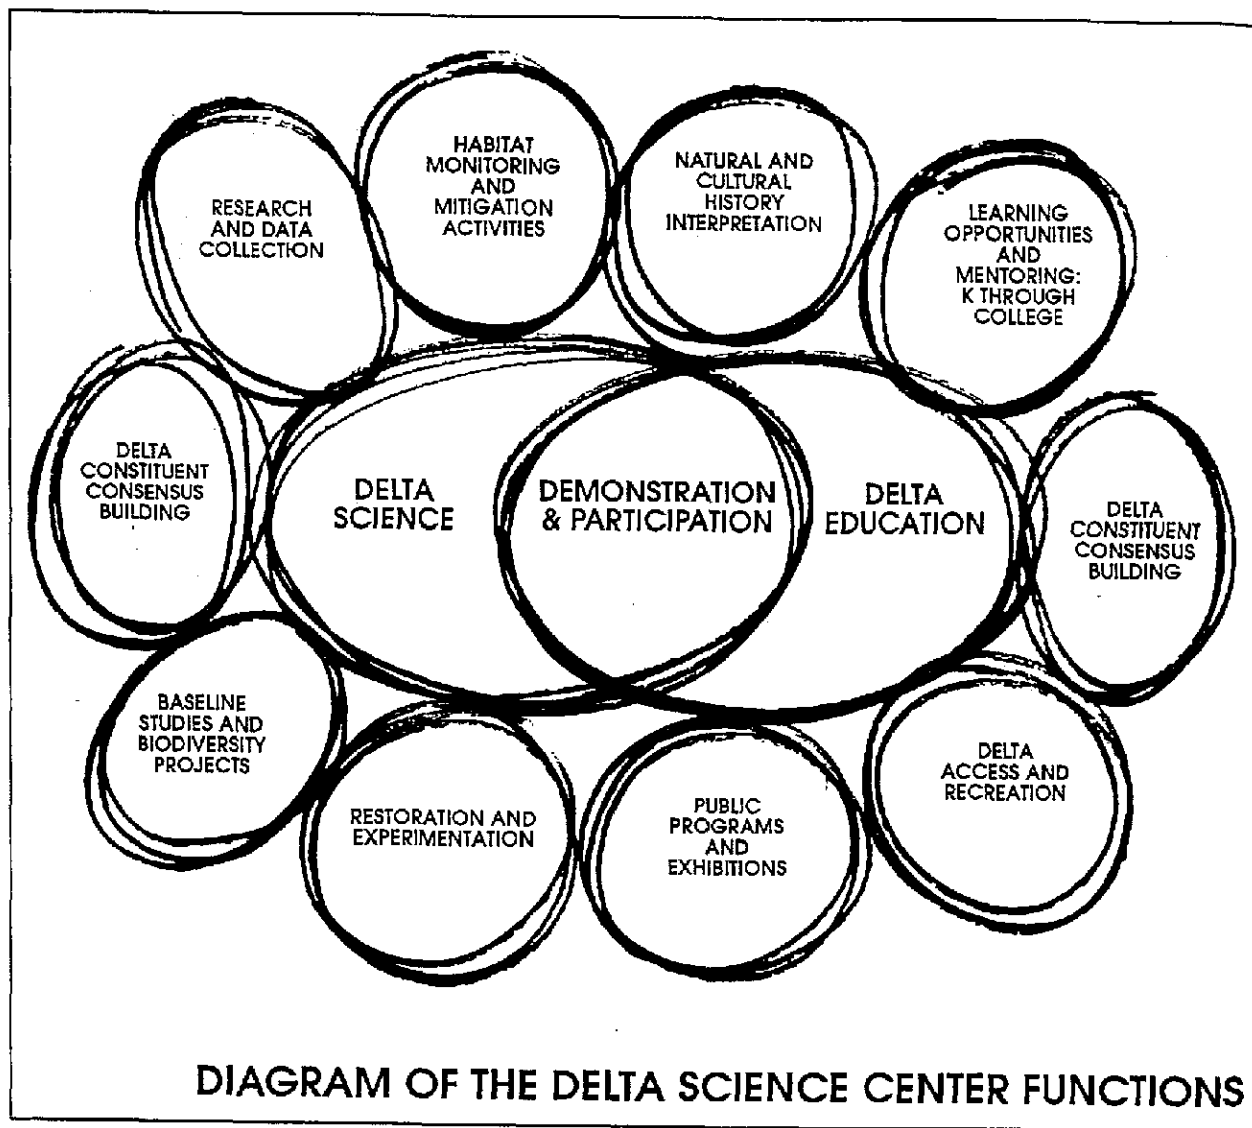 HABITAT
MONITORING
AND
MITIGATION
ACTIVITIES
NATURAL AND
CULTURAL
HISTORY
INTERPRETATION
RESEARCH
AND DATA
COLLECTION
LEARNING
OPPORTUNITIES
AND
MENTORING:
K THROUGH
COLLEGE
DELTA
CONSTITUENT
CONSENSUS
BUILDING
DELTA
SCIENCE
DEMONSTRATION
& PARTICIPATION
DELTA
EDUCATION
DELTA
CONSTITUENT
CONSENSUS
BUILDING
BASELINE
STUDIES AND
BIODIVERSITY
PROJECTS
RESTORATION AND
EXPERIMENTATION
PUBLIC
PROGRAMS
AND
EXHIBITIONS
DELTA
ACCESS AND
RECREATION
DIAGRAM OF THE DELTA SCIENCE CENTER FUNCTIONS